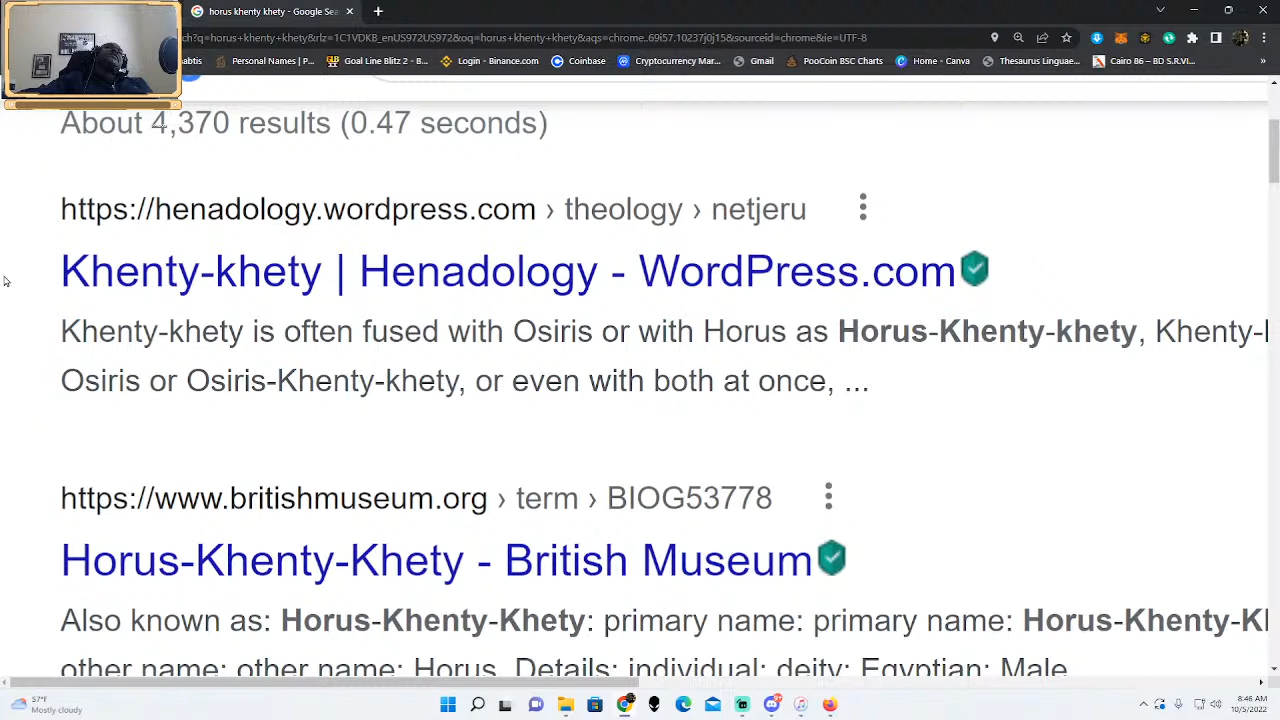 horus khenty khety - Google Sea
ch?q=horus+khenty+khety&rlz=1C1VDKB_enUS972US972&oq=horus+khenty+khety&aqs=chrome..69i57.10237j0j15&sourceid=chrome&ie=UTF-8
Personal Names | P...
Goal Line Blitz 2 - B...
Login - Binance.com
Coinbase
Cryptocurrency Mar...
Gmail
PooCoin BSC Charts
Home - Canva
Thesaurus Linguae...
Cairo 86 – BD S.R.VI...
»
About 4,370 results (0.47 seconds)
https://henadology.wordpress.com › theology › netjeru
Khenty-khety | Henadology - WordPress.com
Khenty-khety is often fused with Osiris or with Horus as Horus-Khenty-khety, Khenty-
Osiris or Osiris-Khenty-khety, or even with both at once, ...
https://www.britishmuseum.org › term › BIOG53778
Horus-Khenty-Khety - British Museum
Also known as: Horus-Khenty-Khety: primary name: primary name: Horus-Khenty-K
other name: other name: Horus. Details: individual; deity; Egyptian; Male
57°F
Mostly cloudy
8:46 AM
10/5/2022